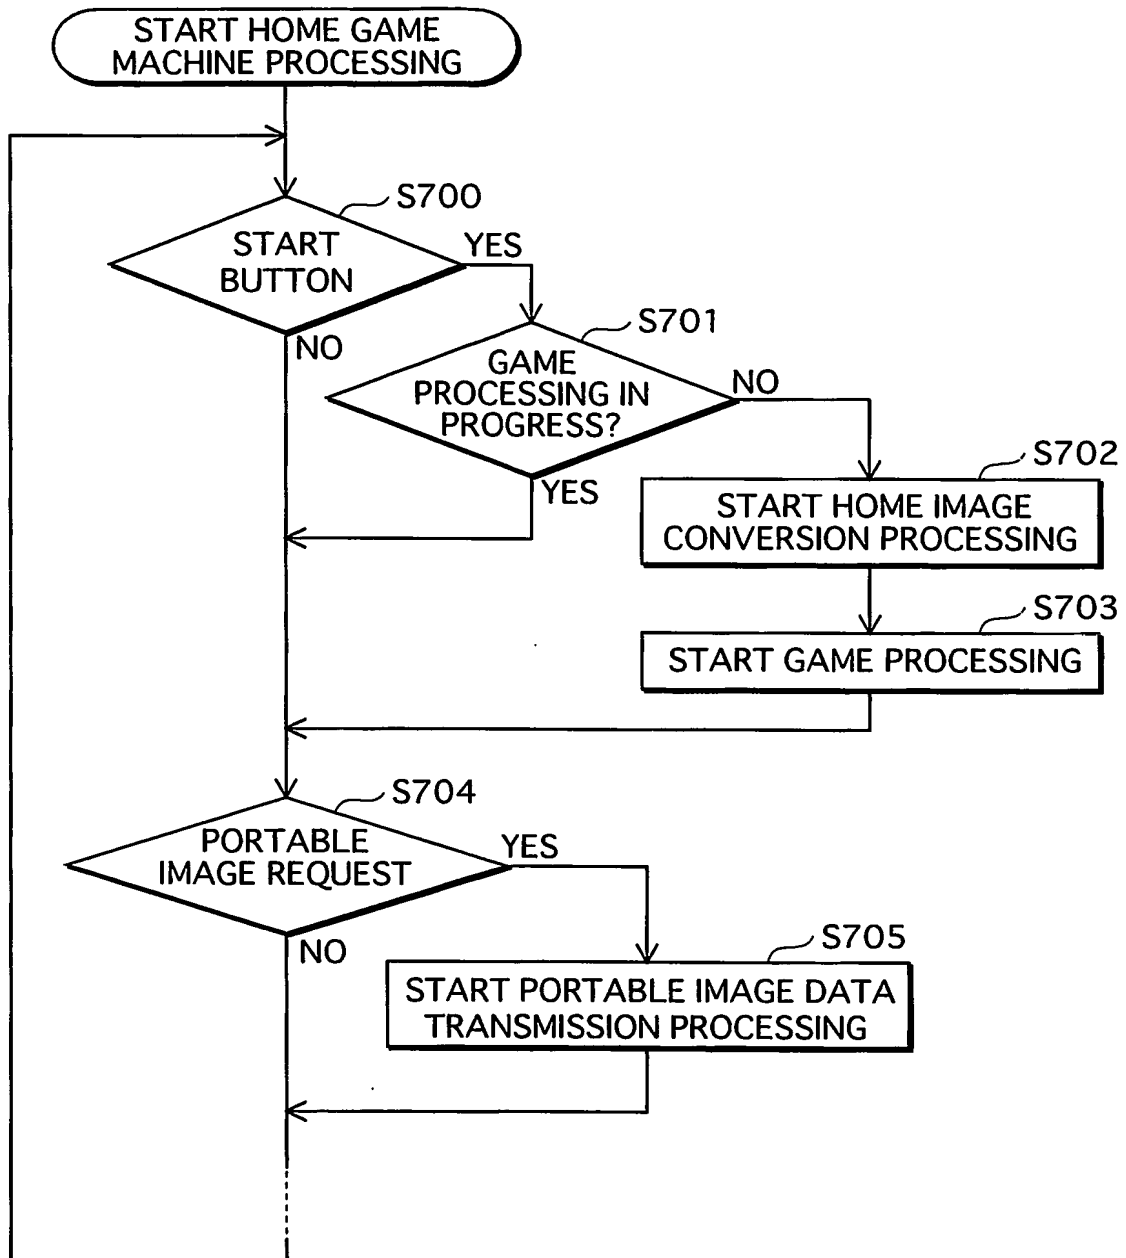 START HOME GAME
MACHINE PROCESSING
S700
START
BUTTON
YES
NO
S701
GAME
PROCESSING IN
PROGRESS?
NO
YES
S702
START HOME IMAGE
CONVERSION PROCESSING
S703
START GAME PROCESSING
S704
PORTABLE
IMAGE REQUEST
YES
NO
S705
START PORTABLE IMAGE DATA
TRANSMISSION PROCESSING